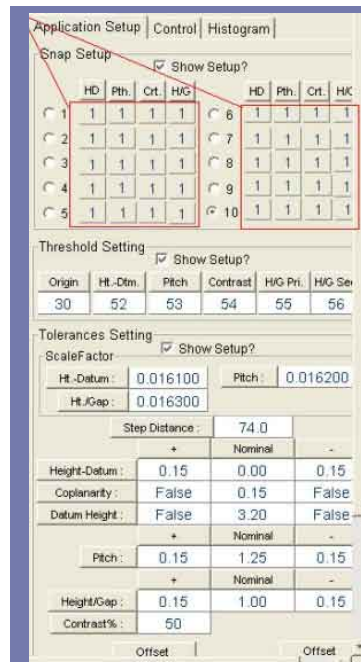 Application Setup Control Histogram
Snap Setup
Show Setup?
HD Pth. Crt. H/G HD Pth. Crt. H/G
1 1 1 1 1 6 1 1 1 1
2 1 1 1 1 7 1 1 1 1
3 1 1 1 1 8 1 1 1 1
4 1 1 1 1 9 1 1 1 1
5 1 1 1 1 10 1 1 1 1
Threshold Setting
Show Setup?
Origin Ht.-Dtm. Pitch Contrast H/G Pri. H/G Se
30 52 53 54 55 56
Tolerances Setting
Show Setup?
ScaleFactor
Ht.-Datum : 0.016100 Pitch : 0.016200
Ht./Gap : 0.016300
Step Distance : 74.0
+ Nominal -
Height-Datum : 0.15 0.00 0.15
Coplanarity : False 0.15 False
Datum Height : False 3.20 False
+ Nominal -
Pitch : 0.15 1.25 0.15
+ Nominal -
Height/Gap : 0.15 1.00 0.15
Contrast% : 50
Offset Offset